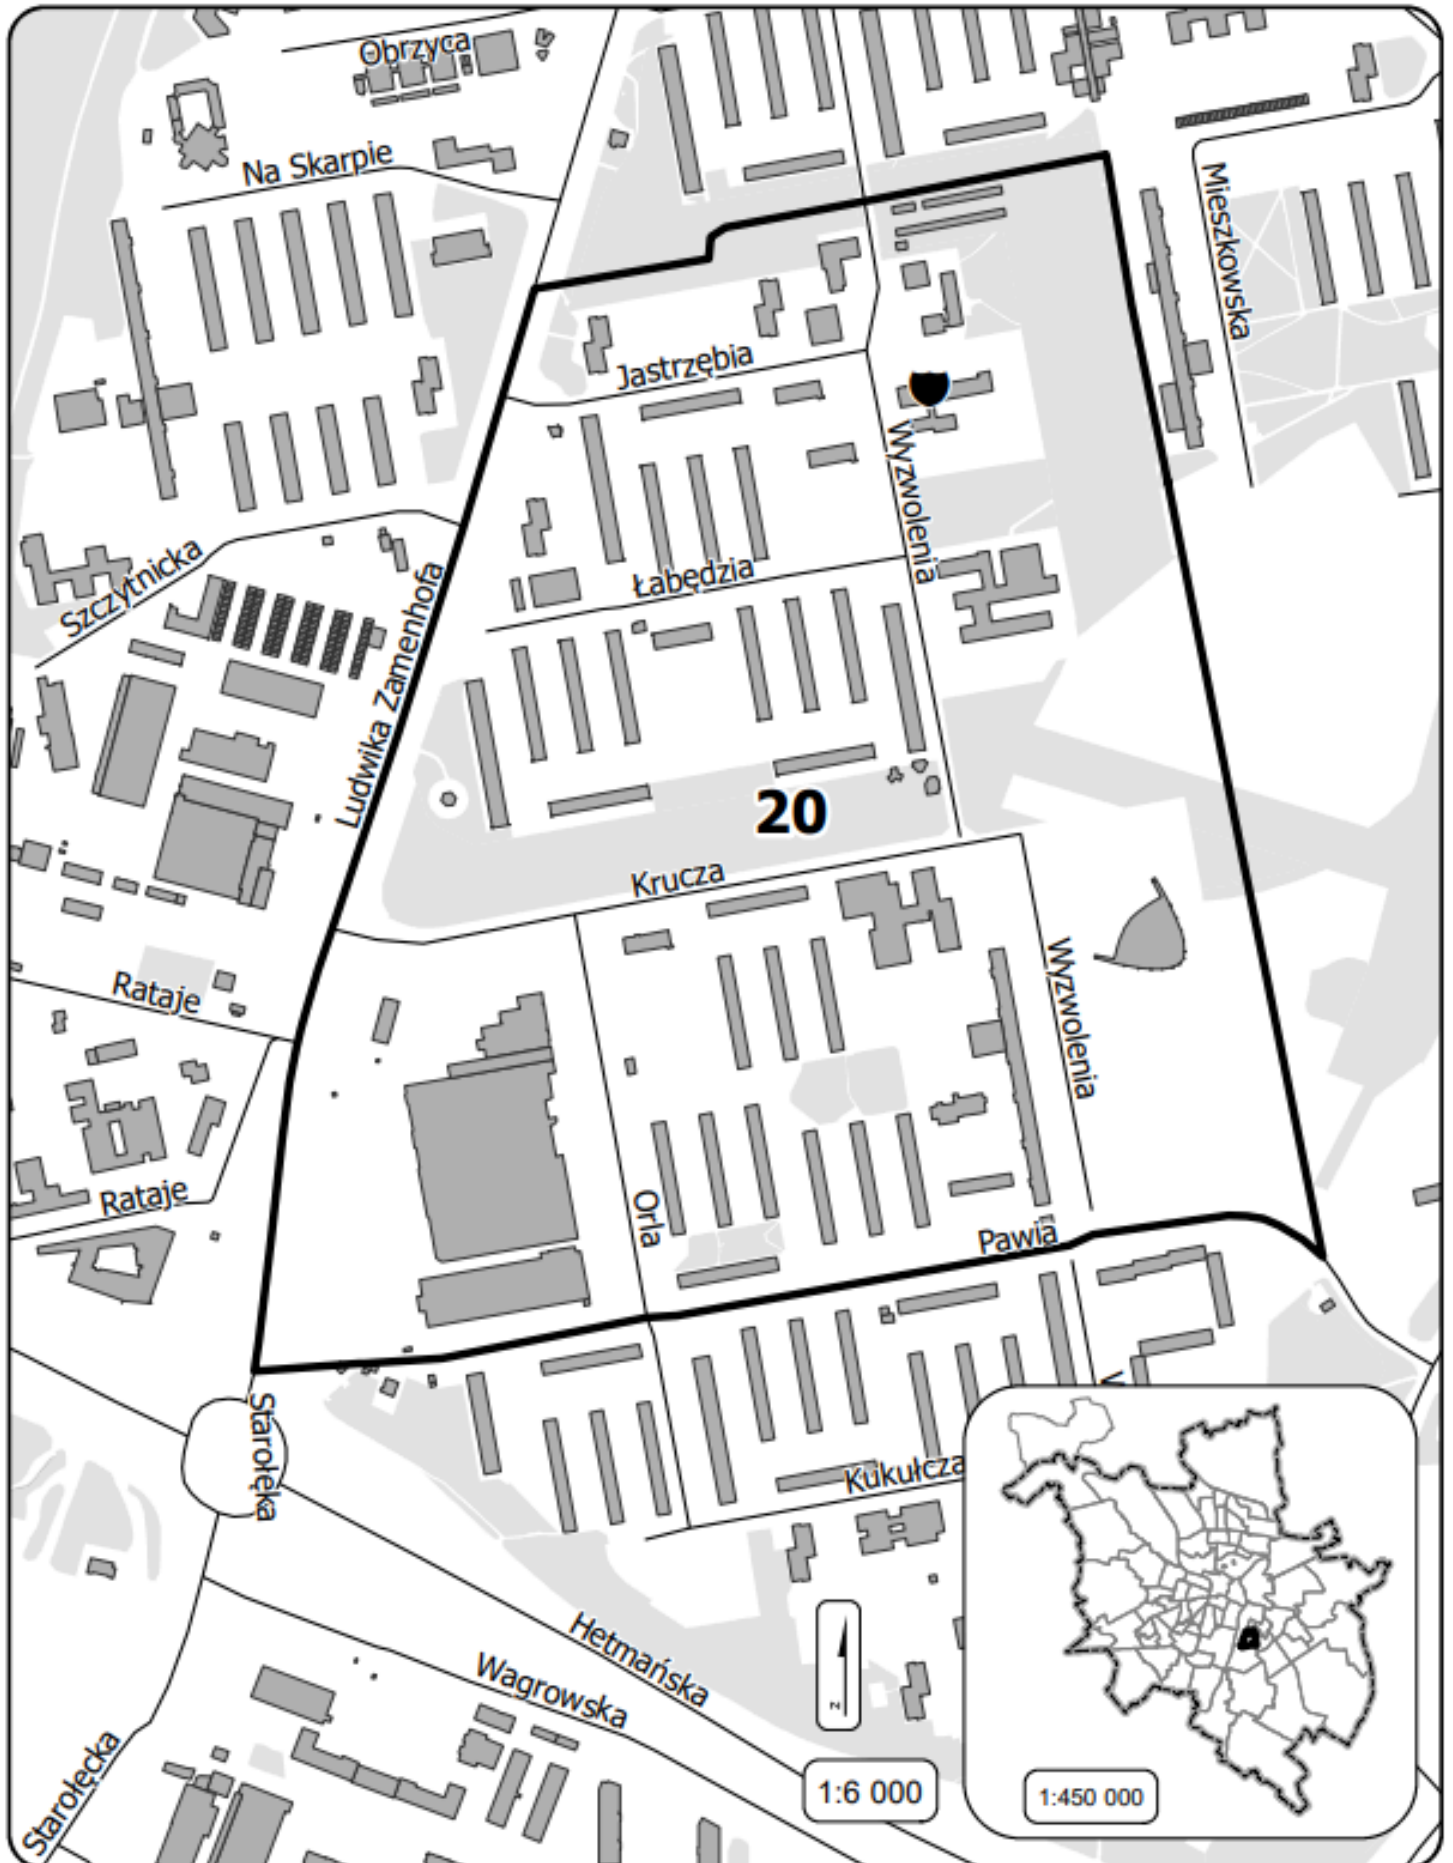 Obrzyca
Na Skarpie
Mieszkowska
Jastrzębia
Wyzwolenia
Szczytnicka
Łabędzia
Ludwika Zamenhofa
20
Krucza
Rataje
Wyzwolenia
Rataje
Orla
Pawia
Starołęka
Kukułcza
Hetmańska
Wagrowska
Starołęcka
z
1:6 000
1:450 000